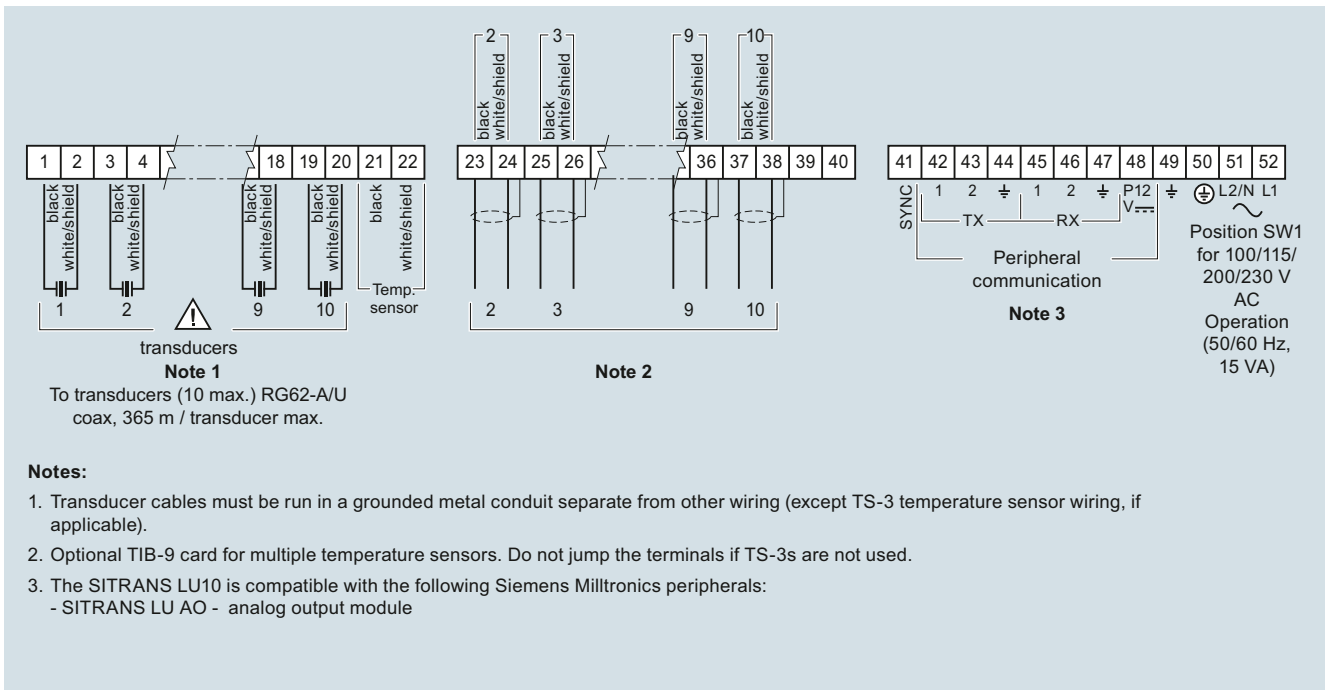 2 3 9 10
black white/shield black white/shield black white/shield black white/shield
1 2 3 4 18 19 20 21 22
23 24 25 26 36 37 38 39 40
41 42 43 44 45 46 47 48 49 50 51 52
black white/shield black white/shield black white/shield black white/shield black white/shield
1 2 9 10
Temp.
sensor
transducers
Note 1
To transducers (10 max.) RG62-A/U
coax, 365 m / transducer max.
2 3 9 10
Note 2
SYNC 1 2 1 2 P12 L2/N L1
V
TX RX
Peripheral
communication
Note 3
Position SW1
for 100/115/
200/230 V
AC
Operation
(50/60 Hz,
15 VA)
Notes:
1. Transducer cables must be run in a grounded metal conduit separate from other wiring (except TS-3 temperature sensor wiring, if
applicable).
2. Optional TIB-9 card for multiple temperature sensors. Do not jump the terminals if TS-3s are not used.
3. The SITRANS LU10 is compatible with the following Siemens Milltronics peripherals:
- SITRANS LU AO - analog output module